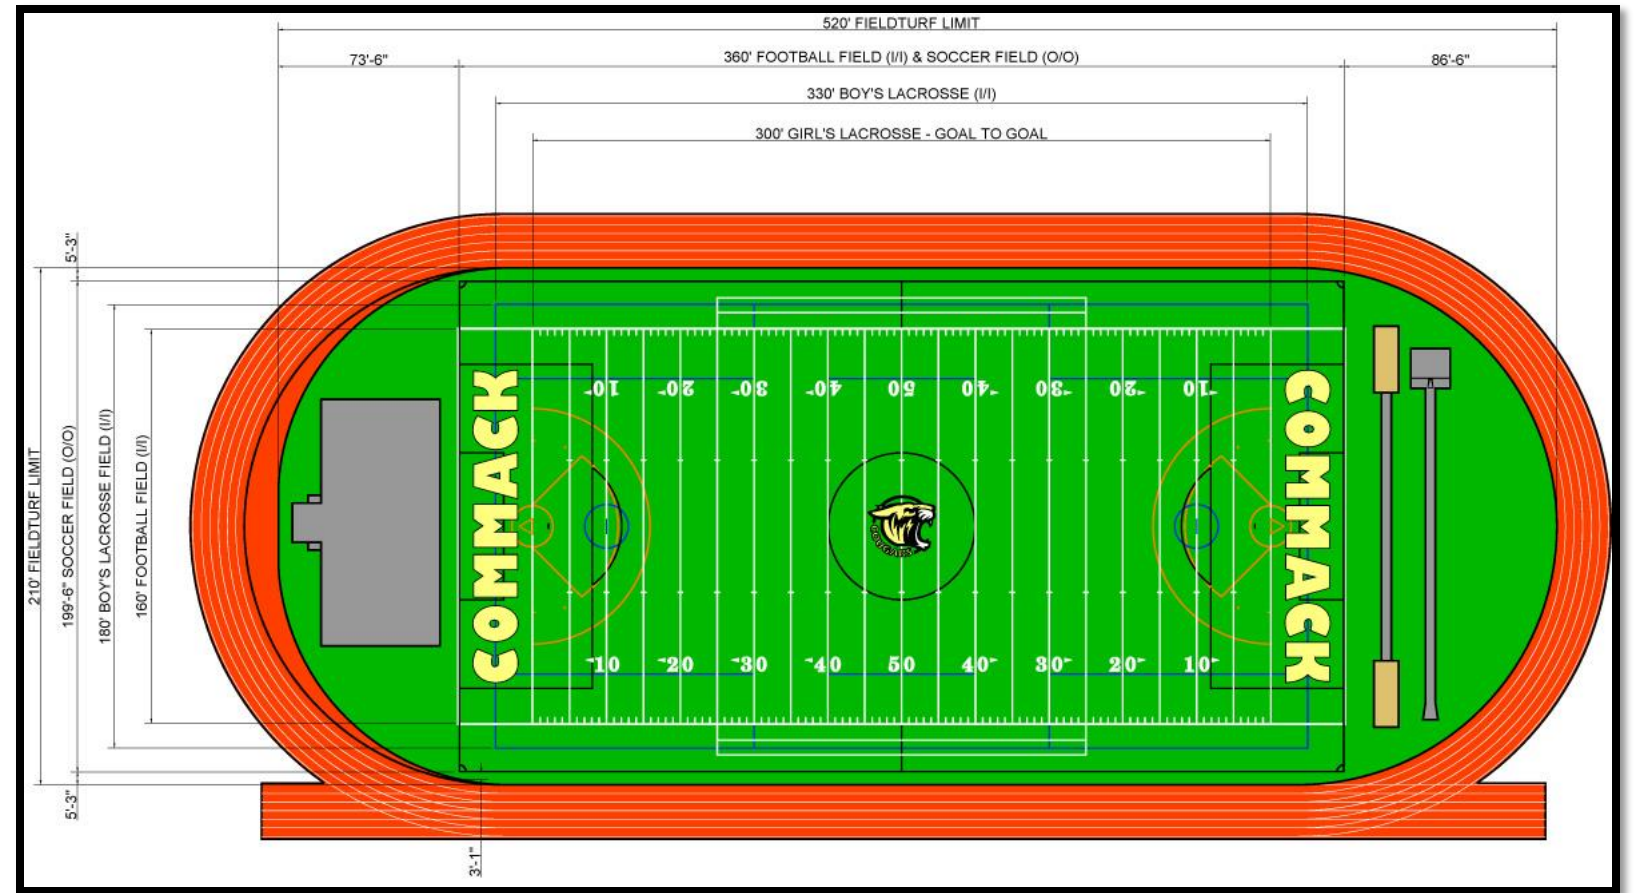 520' FIELDTURF LIMIT
73'-6"
360' FOOTBALL FIELD (I/I) & SOCCER FIELD (O/O)
86'-6"
330' BOY'S LACROSSE (I/I)
300' GIRL'S LACROSSE - GOAL TO GOAL
5'-3"
210' FIELDTURF LIMIT
199'-6" SOCCER FIELD (O/O)
180' BOY'S LACROSSE FIELD (I/I)
160' FOOTBALL FIELD (I/I)
5'-3"
3'-1"
COMMACK
10 20 30 40 50 40 30 20 10
COUGARS
10 20 30 40 50 40 30 20 10
COMMACK